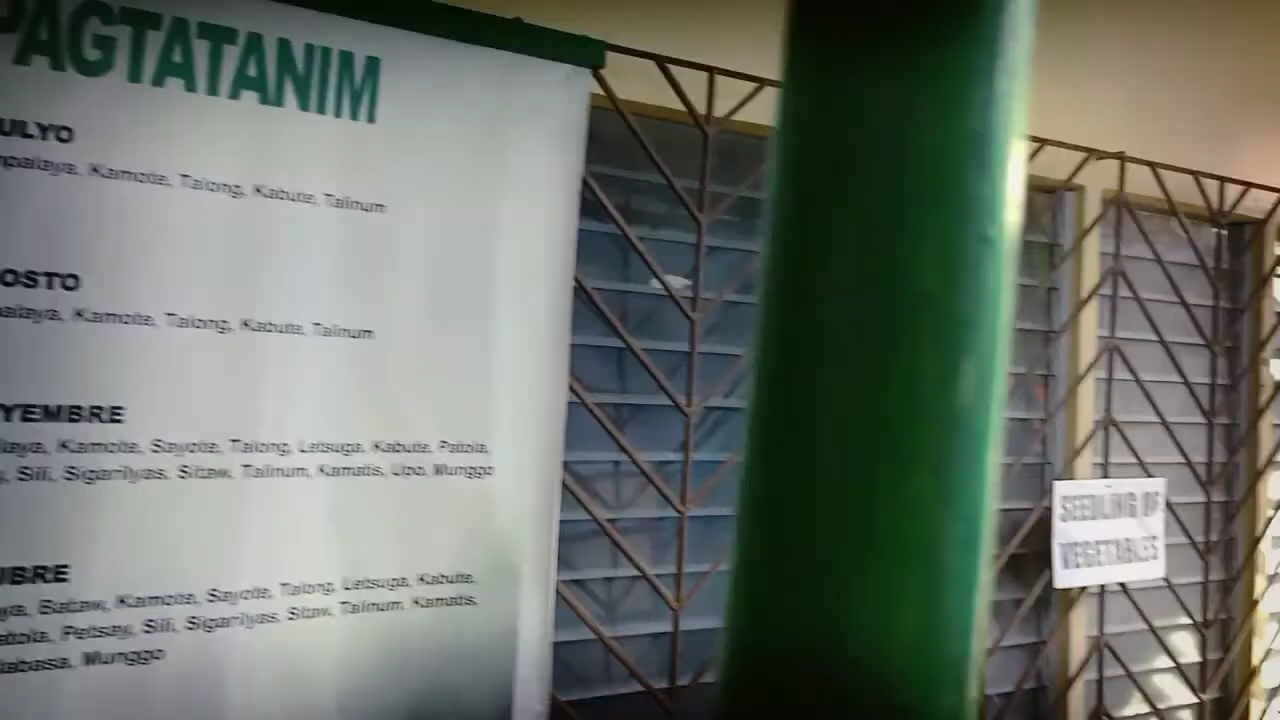 PAGTATANIM
ULYO
palaya, Kamote, Talong, Kabute, Talinum
OSTO
alaya, Kamote, Talong, Kabute, Talinum
YEMBRE
laya, Kamote, Sayote, Talong, Letsuga, Kabute, Patola,
Sili, Sigarilyas, Sitaw, Talinum, Kamatis, Upo, Munggo
UBRE
ya, Bataw, Kamote, Sayote, Talong, Letsuga, Kabute,
atola, Petsay, Sili, Sigarilyas, Sitaw, Talinum, Kamatis,
labasa, Munggo
SEEDLING OF
VEGETABLES